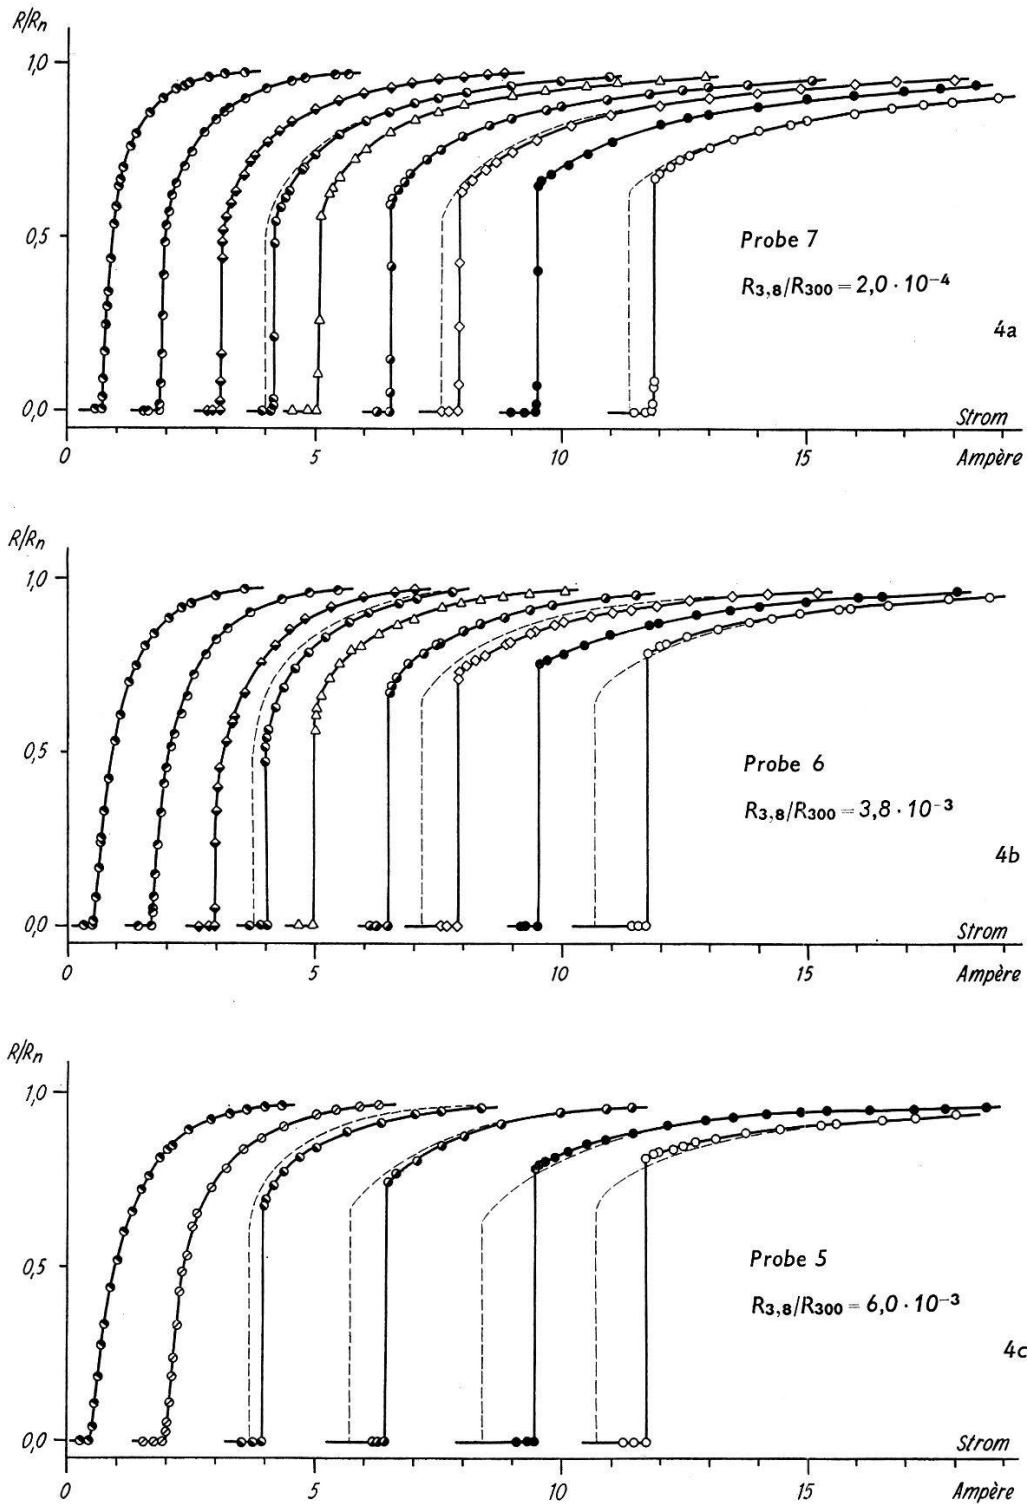 R/Rn
1,0
0,5
0,0
Probe 7
R3,8/R300 = 2,0 · 10⁻⁴
4a
Strom
0 5 10 15 Ampère
R/Rn
1,0
0,5
0,0
Probe 6
R3,8/R300 = 3,8 · 10⁻³
4b
Strom
0 5 10 15 Ampère
R/Rn
1,0
0,5
0,0
Probe 5
R3,8/R300 = 6,0 · 10⁻³
4c
Strom
0 5 10 15 Ampère